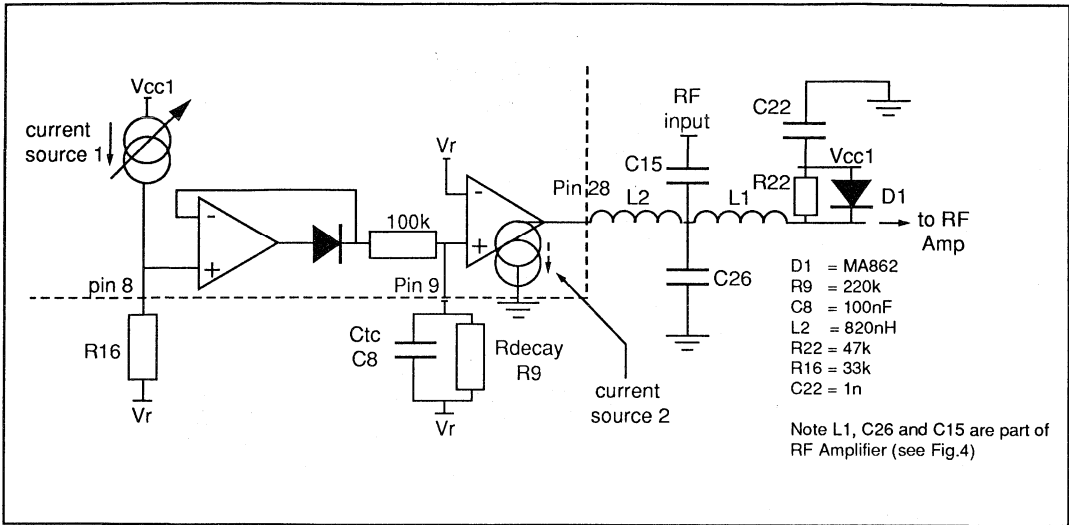 Vcc1
current
source 1
pin 8
R16
Vr
-
+
100k
Pin 9
Ctc
C8
Rdecay
R9
Vr
Vr
-
+
current
source 2
Pin 28
L2
RF
input
C15
C26
L1
C22
Vcc1
R22
D1
to RF
Amp
D1 = MA862
R9 = 220k
C8 = 100nF
L2 = 820nH
R22 = 47k
R16 = 33k
C22 = 1n
Note L1, C26 and C15 are part of
RF Amplifier (see Fig.4)